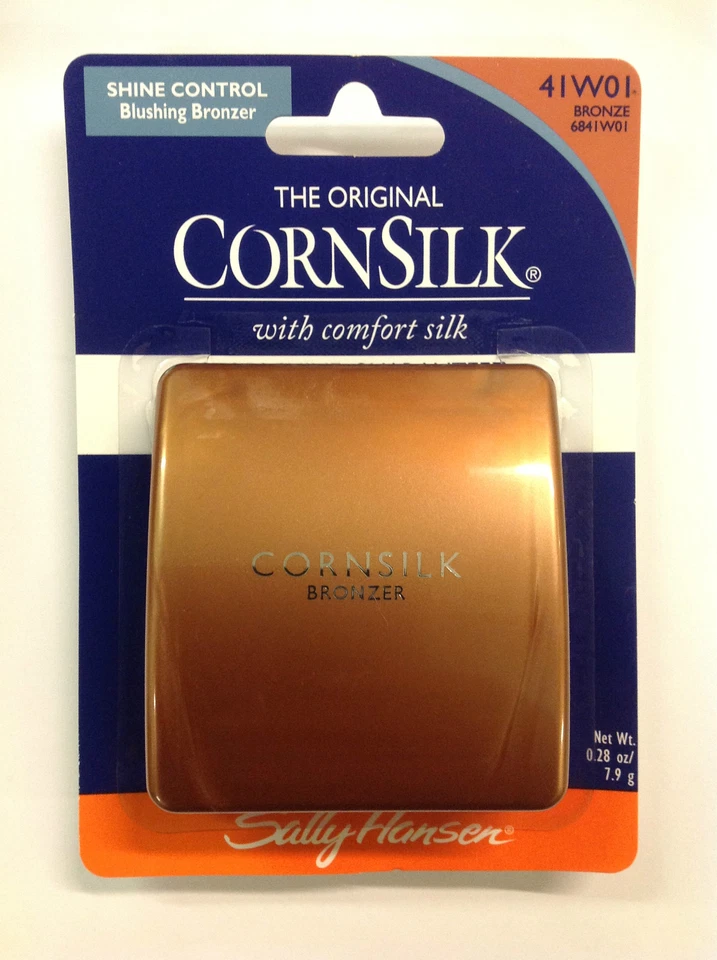 SHINE CONTROL
Blushing Bronzer
41W01
BRONZE
6841W01
THE ORIGINAL
CORNSILK®
with comfort silk
CORNSILK
BRONZER
Net Wt.
0.28 oz/
7.9 g
Sally Hansen®